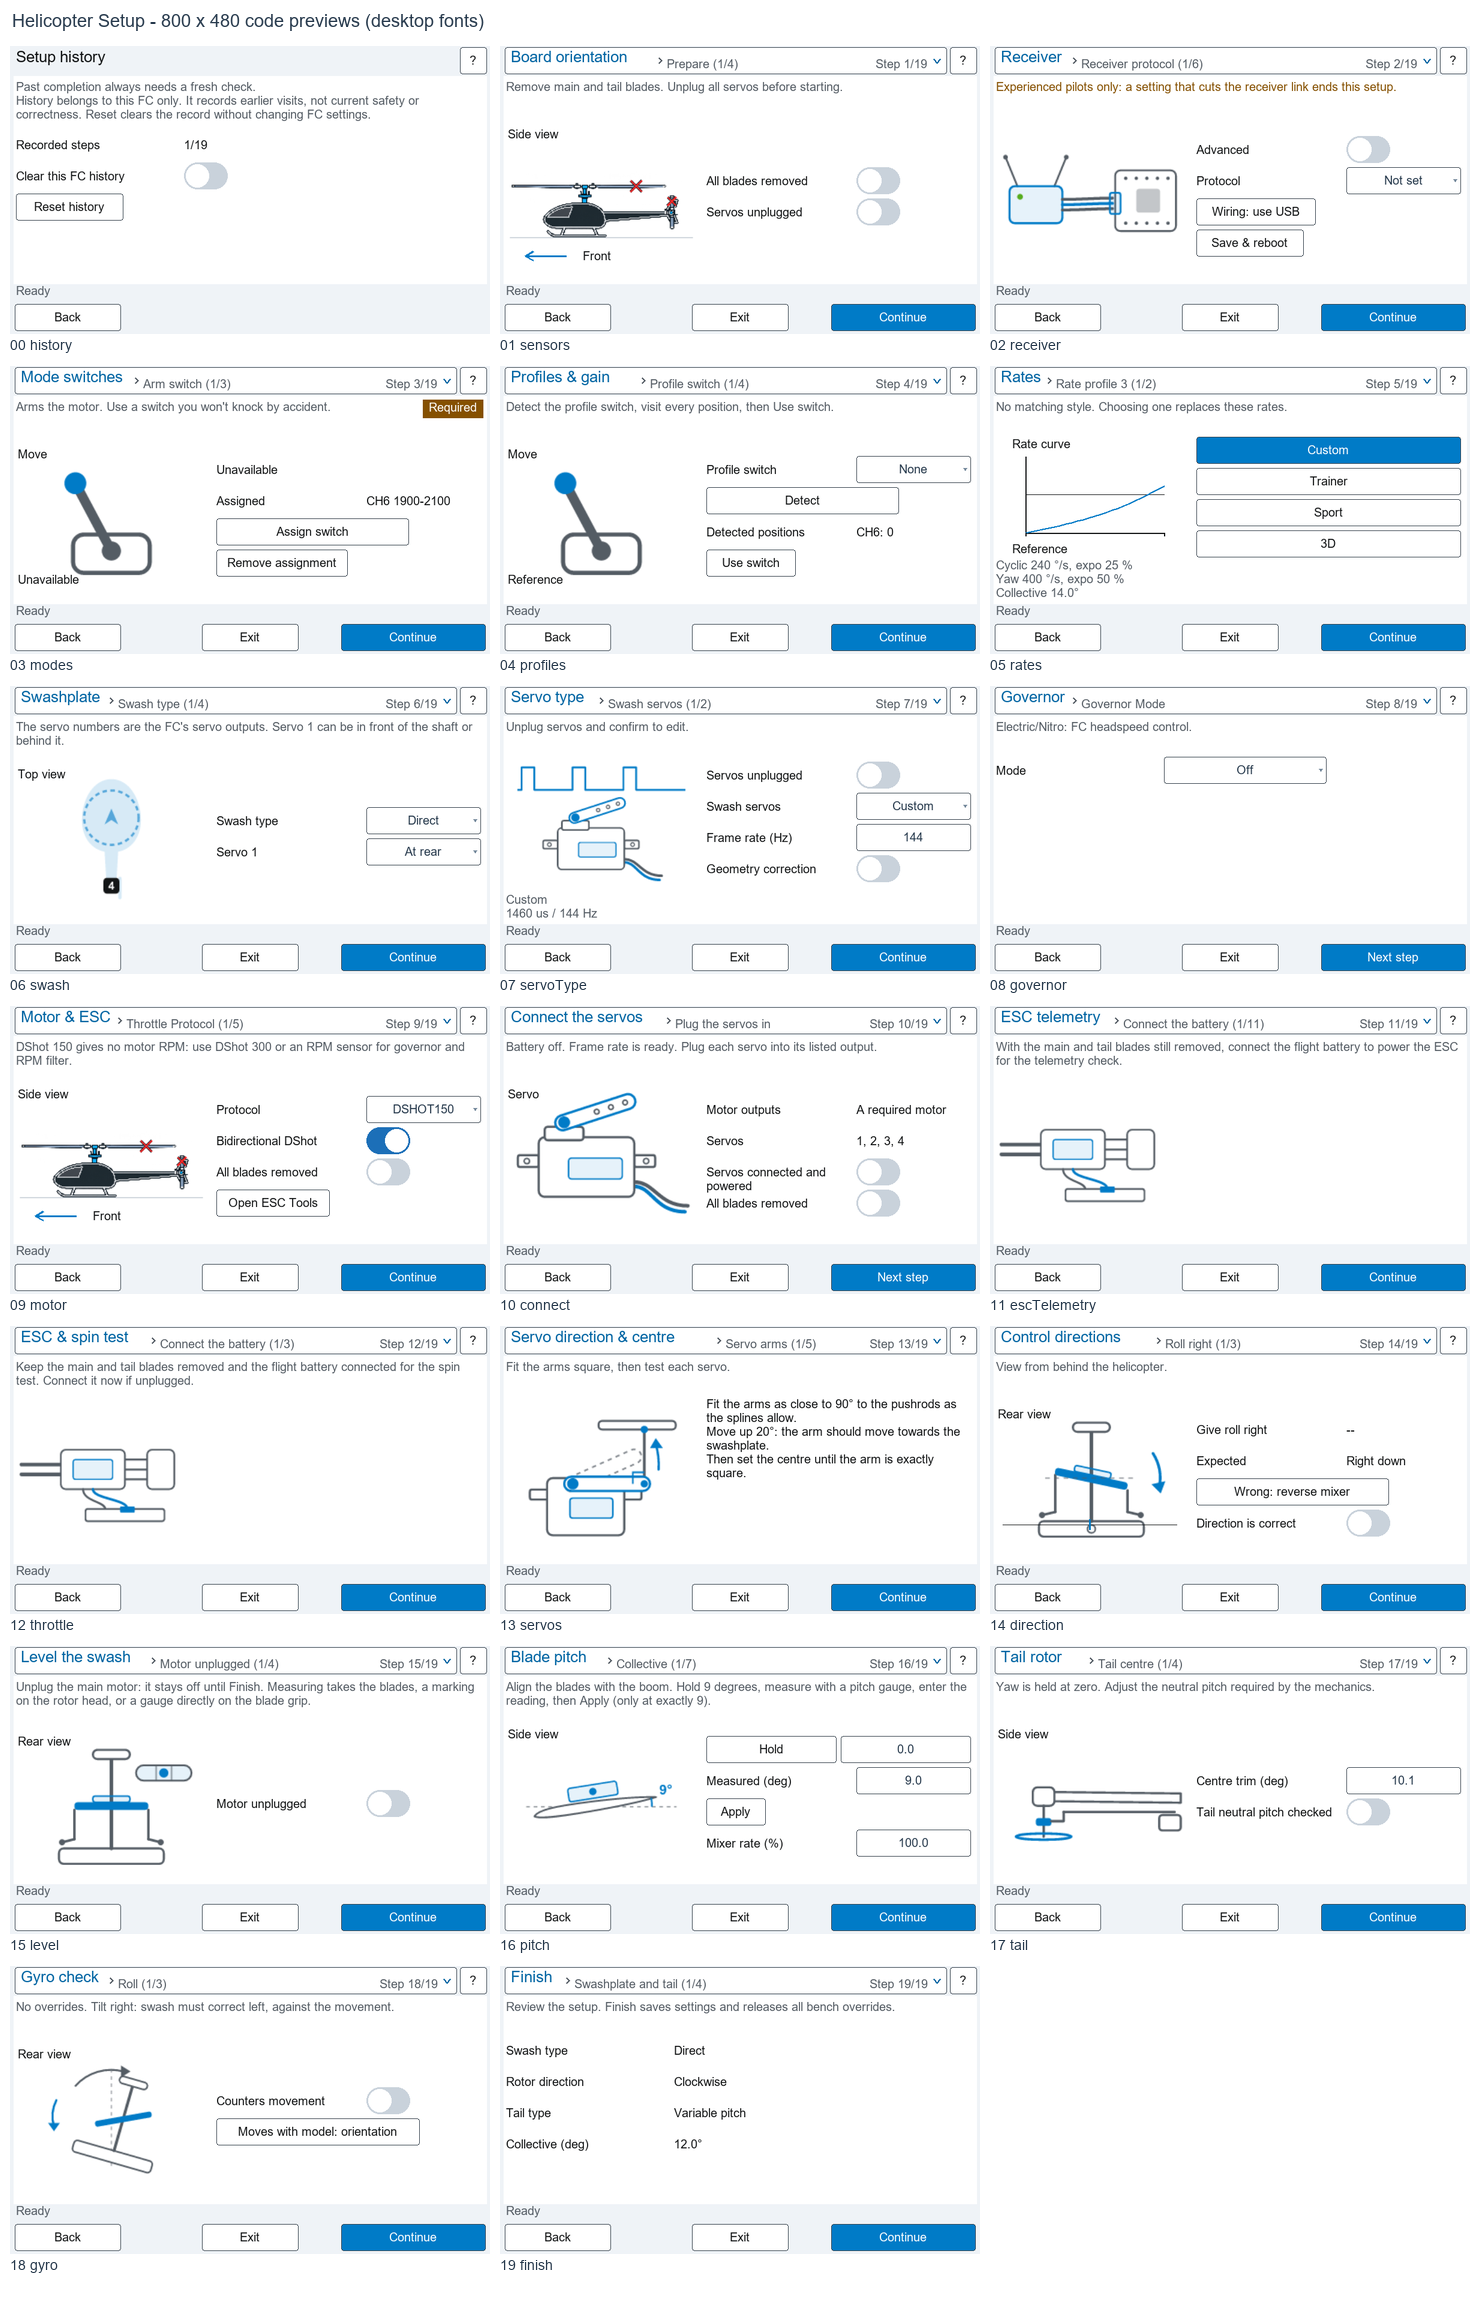 Helicopter Setup - 800 x 480 code previews (desktop fonts)
Setup history
?
Past completion always needs a fresh check.
History belongs to this FC only. It records earlier visits, not current safety or
correctness. Reset clears the record without changing FC settings.
Recorded steps 1/19
Clear this FC history
Reset history
Ready
Back
00 history
Board orientation > Prepare (1/4) Step 1/19 ?
Remove main and tail blades. Unplug all servos before starting.
Side view
All blades removed
Servos unplugged
Front
Ready
Back Exit Continue
01 sensors
Receiver > Receiver protocol (1/6) Step 2/19 ?
Experienced pilots only: a setting that cuts the receiver link ends this setup.
Advanced
Protocol Not set
Wiring: use USB
Save & reboot
Ready
Back Exit Continue
02 receiver
Mode switches > Arm switch (1/3) Step 3/19 ?
Arms the motor. Use a switch you won't knock by accident. Required
Move
Unavailable
Assigned CH6 1900-2100
Assign switch
Remove assignment
Unavailable
Ready
Back Exit Continue
03 modes
Profiles & gain > Profile switch (1/4) Step 4/19 ?
Detect the profile switch, visit every position, then Use switch.
Move
Profile switch None
Detect
Detected positions CH6: 0
Use switch
Reference
Ready
Back Exit Continue
04 profiles
Rates > Rate profile 3 (1/2) Step 5/19 ?
No matching style. Choosing one replaces these rates.
Rate curve
Custom
Trainer
Sport
3D
Reference
Cyclic 240 °/s, expo 25 %
Yaw 400 °/s, expo 50 %
Collective 14.0°
Ready
Back Exit Continue
05 rates
Swashplate > Swash type (1/4) Step 6/19 ?
The servo numbers are the FC's servo outputs. Servo 1 can be in front of the shaft or
behind it.
Top view
Swash type Direct
Servo 1 At rear
4
Ready
Back Exit Continue
06 swash
Servo type > Swash servos (1/2) Step 7/19 ?
Unplug servos and confirm to edit.
Servos unplugged
Swash servos Custom
Frame rate (Hz) 144
Geometry correction
Custom
1460 us / 144 Hz
Ready
Back Exit Continue
07 servoType
Governor > Governor Mode Step 8/19 ?
Electric/Nitro: FC headspeed control.
Mode Off
Ready
Back Exit Next step
08 governor
Motor & ESC > Throttle Protocol (1/5) Step 9/19 ?
DShot 150 gives no motor RPM: use DShot 300 or an RPM sensor for governor and
RPM filter.
Side view
Protocol DSHOT150
Bidirectional DShot
All blades removed
Open ESC Tools
Front
Ready
Back Exit Continue
09 motor
Connect the servos > Plug the servos in Step 10/19 ?
Battery off. Frame rate is ready. Plug each servo into its listed output.
Servo
Motor outputs A required motor
Servos 1, 2, 3, 4
Servos connected and
powered
All blades removed
Ready
Back Exit Next step
10 connect
ESC telemetry > Connect the battery (1/11) Step 11/19 ?
With the main and tail blades still removed, connect the flight battery to power the ESC
for the telemetry check.
Ready
Back Exit Continue
11 escTelemetry
ESC & spin test > Connect the battery (1/3) Step 12/19 ?
Keep the main and tail blades removed and the flight battery connected for the spin
test. Connect it now if unplugged.
Ready
Back Exit Continue
12 throttle
Servo direction & centre > Servo arms (1/5) Step 13/19 ?
Fit the arms square, then test each servo.
Fit the arms as close to 90° to the pushrods as
the splines allow.
Move up 20°: the arm should move towards the
swashplate.
Then set the centre until the arm is exactly
square.
Ready
Back Exit Continue
13 servos
Control directions > Roll right (1/3) Step 14/19 ?
View from behind the helicopter.
Rear view
Give roll right --
Expected Right down
Wrong: reverse mixer
Direction is correct
Ready
Back Exit Continue
14 direction
Level the swash > Motor unplugged (1/4) Step 15/19 ?
Unplug the main motor: it stays off until Finish. Measuring takes the blades, a marking
on the rotor head, or a gauge directly on the blade grip.
Rear view
Motor unplugged
Ready
Back Exit Continue
15 level
Blade pitch > Collective (1/7) Step 16/19 ?
Align the blades with the boom. Hold 9 degrees, measure with a pitch gauge, enter the
reading, then Apply (only at exactly 9).
Side view
Hold 0.0
Measured (deg) 9.0
9°
Apply
Mixer rate (%) 100.0
Ready
Back Exit Continue
16 pitch
Tail rotor > Tail centre (1/4) Step 17/19 ?
Yaw is held at zero. Adjust the neutral pitch required by the mechanics.
Side view
Centre trim (deg) 10.1
Tail neutral pitch checked
Ready
Back Exit Continue
17 tail
Gyro check > Roll (1/3) Step 18/19 ?
No overrides. Tilt right: swash must correct left, against the movement.
Rear view
Counters movement
Moves with model: orientation
Ready
Back Exit Continue
18 gyro
Finish > Swashplate and tail (1/4) Step 19/19 ?
Review the setup. Finish saves settings and releases all bench overrides.
Swash type Direct
Rotor direction Clockwise
Tail type Variable pitch
Collective (deg) 12.0°
Ready
Back Exit Continue
19 finish